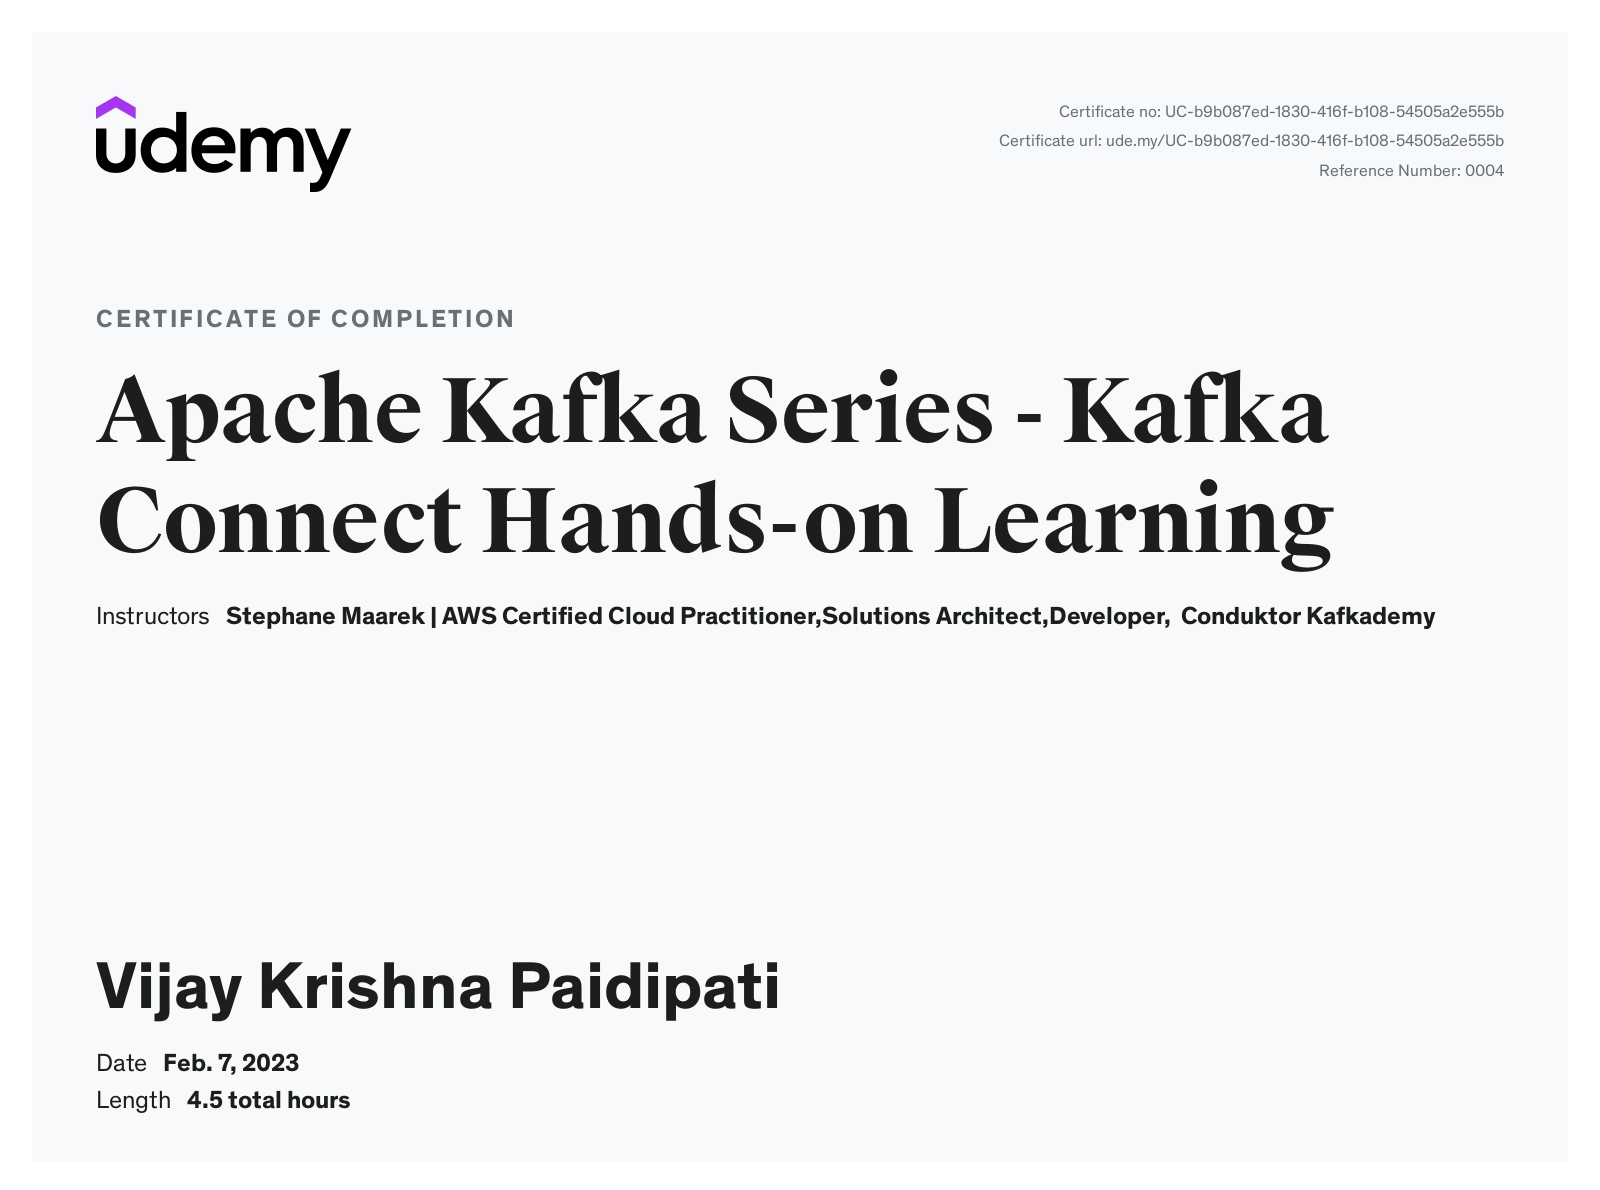 udemy
Certificate no: UC-b9b087ed-1830-416f-b108-54505a2e555b
Certificate url: ude.my/UC-b9b087ed-1830-416f-b108-54505a2e555b
Reference Number: 0004
CERTIFICATE OF COMPLETION
Apache Kafka Series - Kafka
Connect Hands-on Learning
Instructors Stephane Maarek | AWS Certified Cloud Practitioner,Solutions Architect,Developer, Conduktor Kafkademy
Vijay Krishna Paidipati
Date Feb. 7, 2023
Length 4.5 total hours